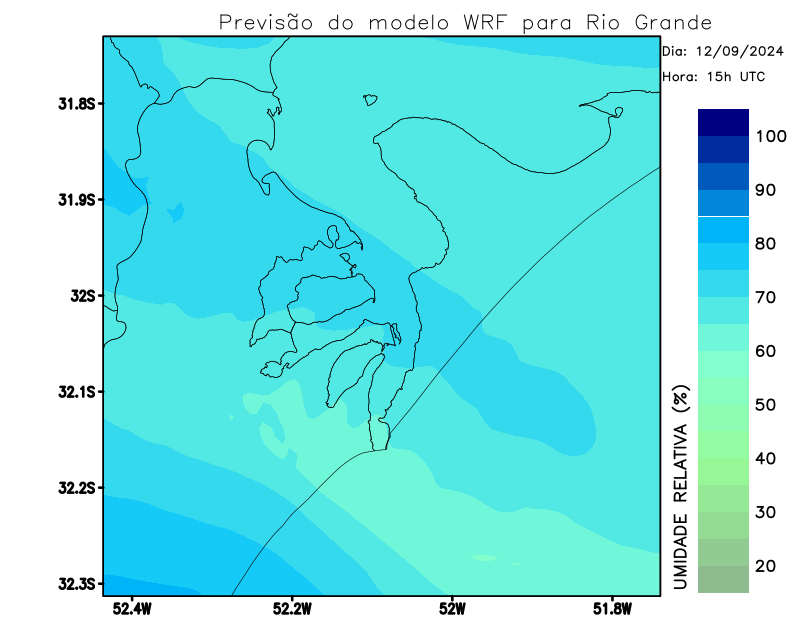 Previsão do modelo WRF para Rio Grande
Dia: 12/09/2024
Hora: 15h UTC
31.8S
31.9S
32S
32.1S
32.2S
32.3S
52.4W 52.2W 52W 51.8W
100
90
80
70
60
50
40
30
20
UMIDADE RELATIVA (%)